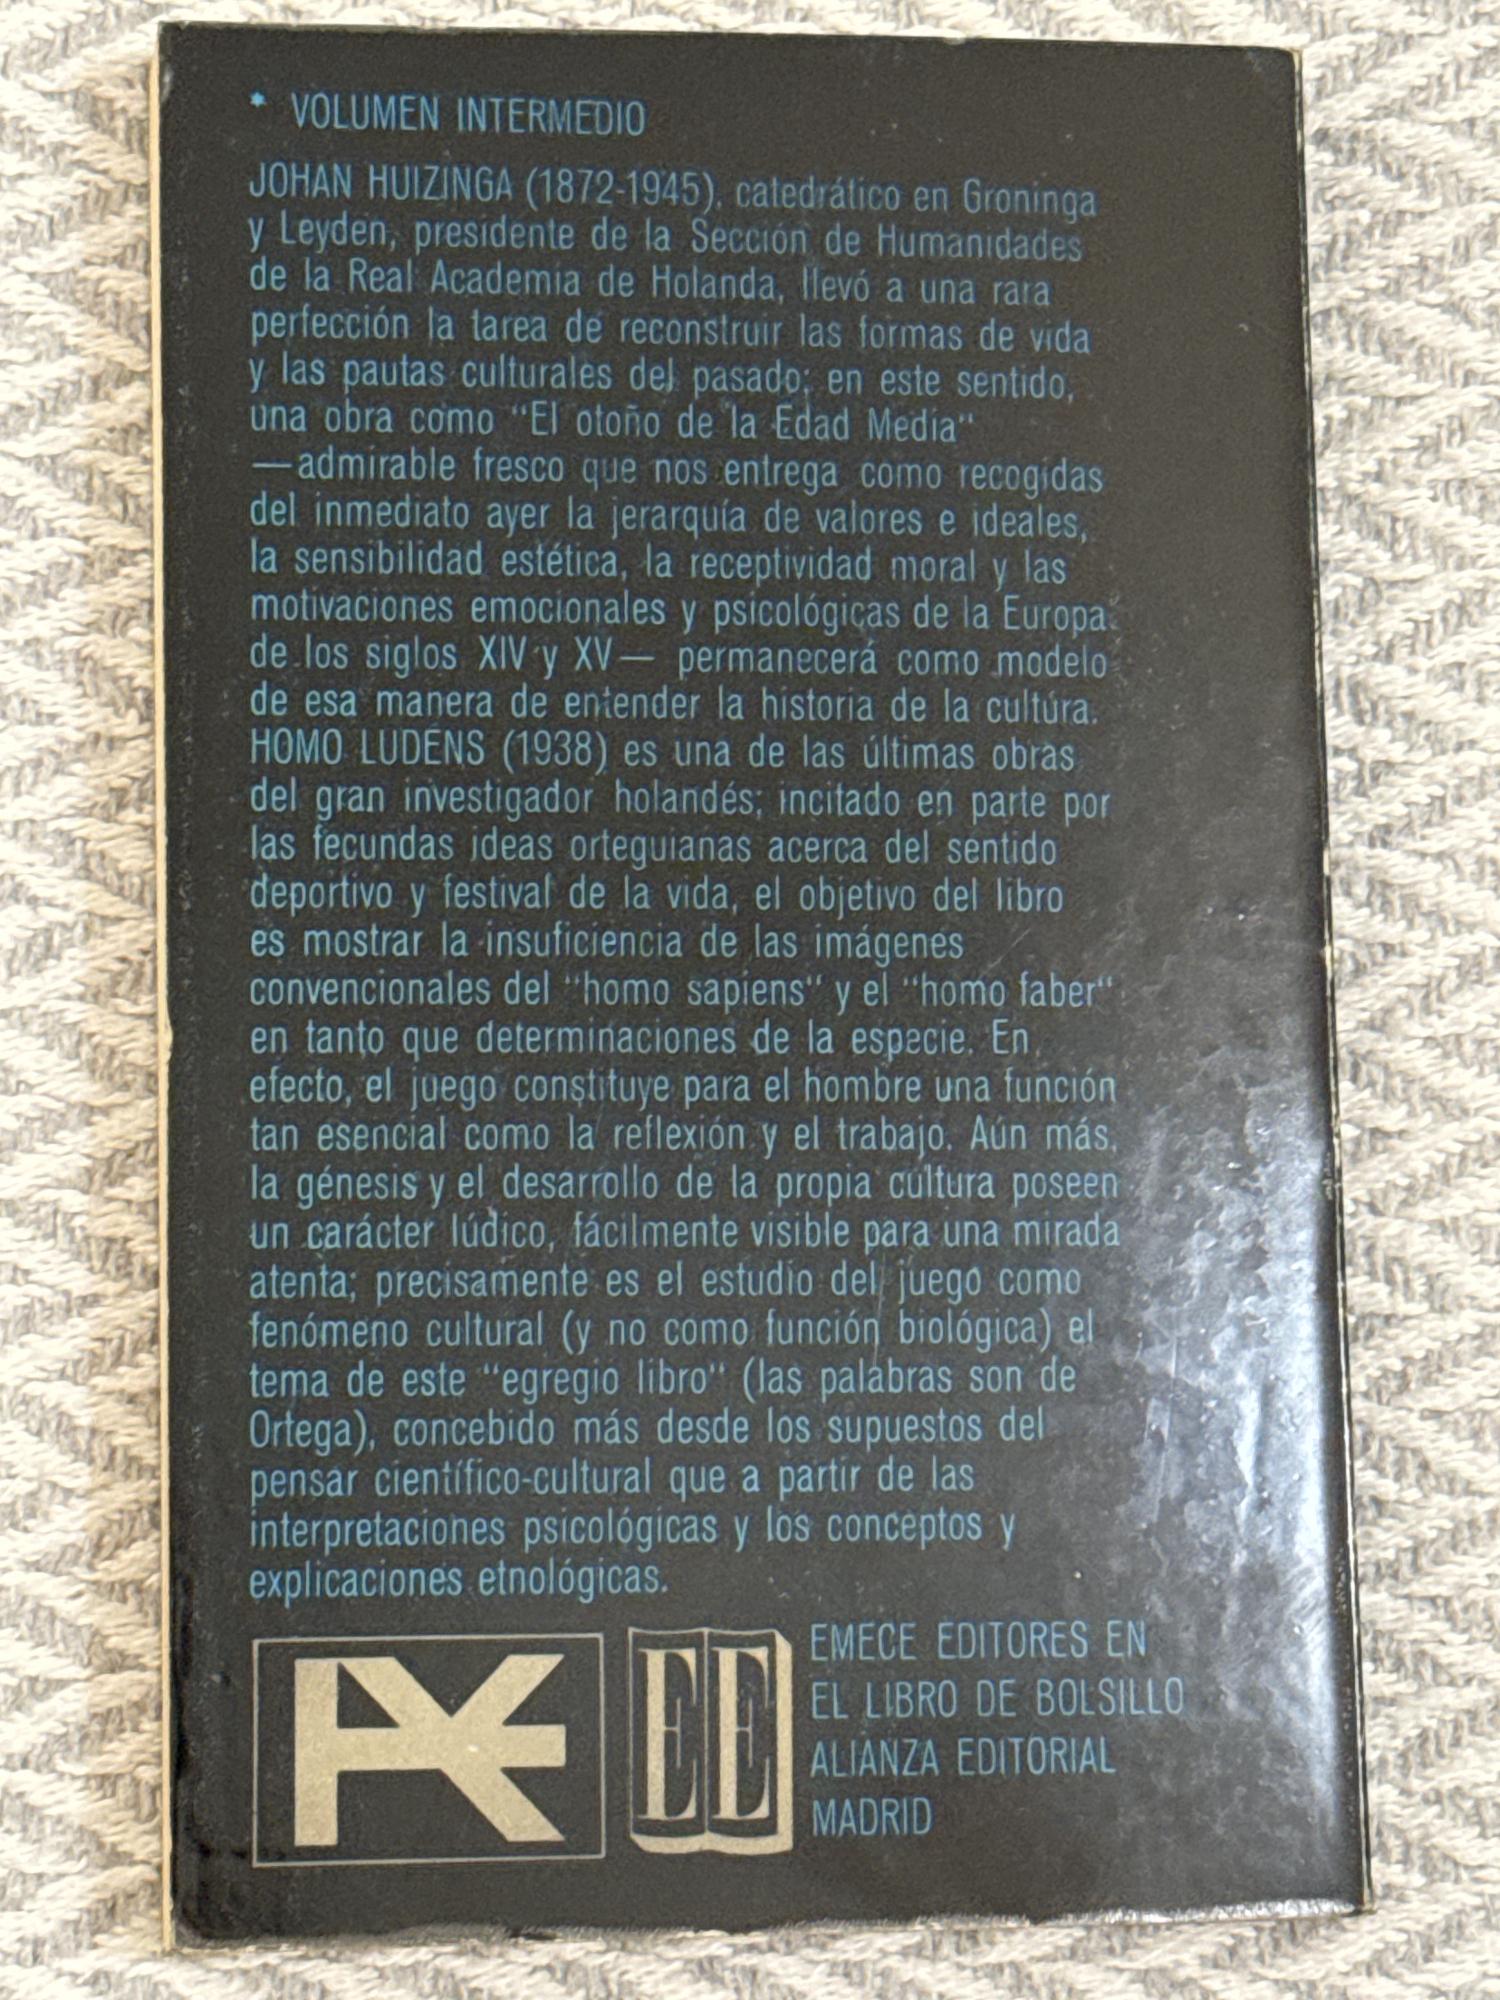 * VOLUMEN INTERMEDIO
JOHAN HUIZINGA (1872-1945), catedrático en Groninga
y Leyden, presidente de la Sección de Humanidades
de la Real Academia de Holanda, llevó a una rara
perfección la tarea de reconstruir las formas de vida
y las pautas culturales del pasado; en este sentido,
una obra como "El otoño de la Edad Media"
—admirable fresco que nos entrega como recogidas
del inmediato ayer la jerarquía de valores e ideales,
la sensibilidad estética, la receptividad moral y las
motivaciones emocionales y psicológicas de la Europa
de los siglos XIV y XV— permanecerá como modelo
de esa manera de entender la historia de la cultura.
HOMO LUDENS (1938) es una de las últimas obras
del gran investigador holandés; incitado en parte por
las fecundas ideas orteguianas acerca del sentido
deportivo y festival de la vida, el objetivo del libro
es mostrar la insuficiencia de las imágenes
convencionales del "homo sapiens" y el "homo faber"
en tanto que determinaciones de la especie. En
efecto, el juego constituye para el hombre una función
tan esencial como la reflexión y el trabajo. Aún más,
la génesis y el desarrollo de la propia cultura poseen
un carácter lúdico, fácilmente visible para una mirada
atenta; precisamente es el estudio del juego como
fenómeno cultural (y no como función biológica) el
tema de este "egregio libro" (las palabras son de
Ortega), concebido más desde los supuestos del
pensar científico-cultural que a partir de las
interpretaciones psicológicas y los conceptos y
explicaciones etnológicas.
EE
EMECE EDITORES EN
EL LIBRO DE BOLSILLO
ALIANZA EDITORIAL
MADRID